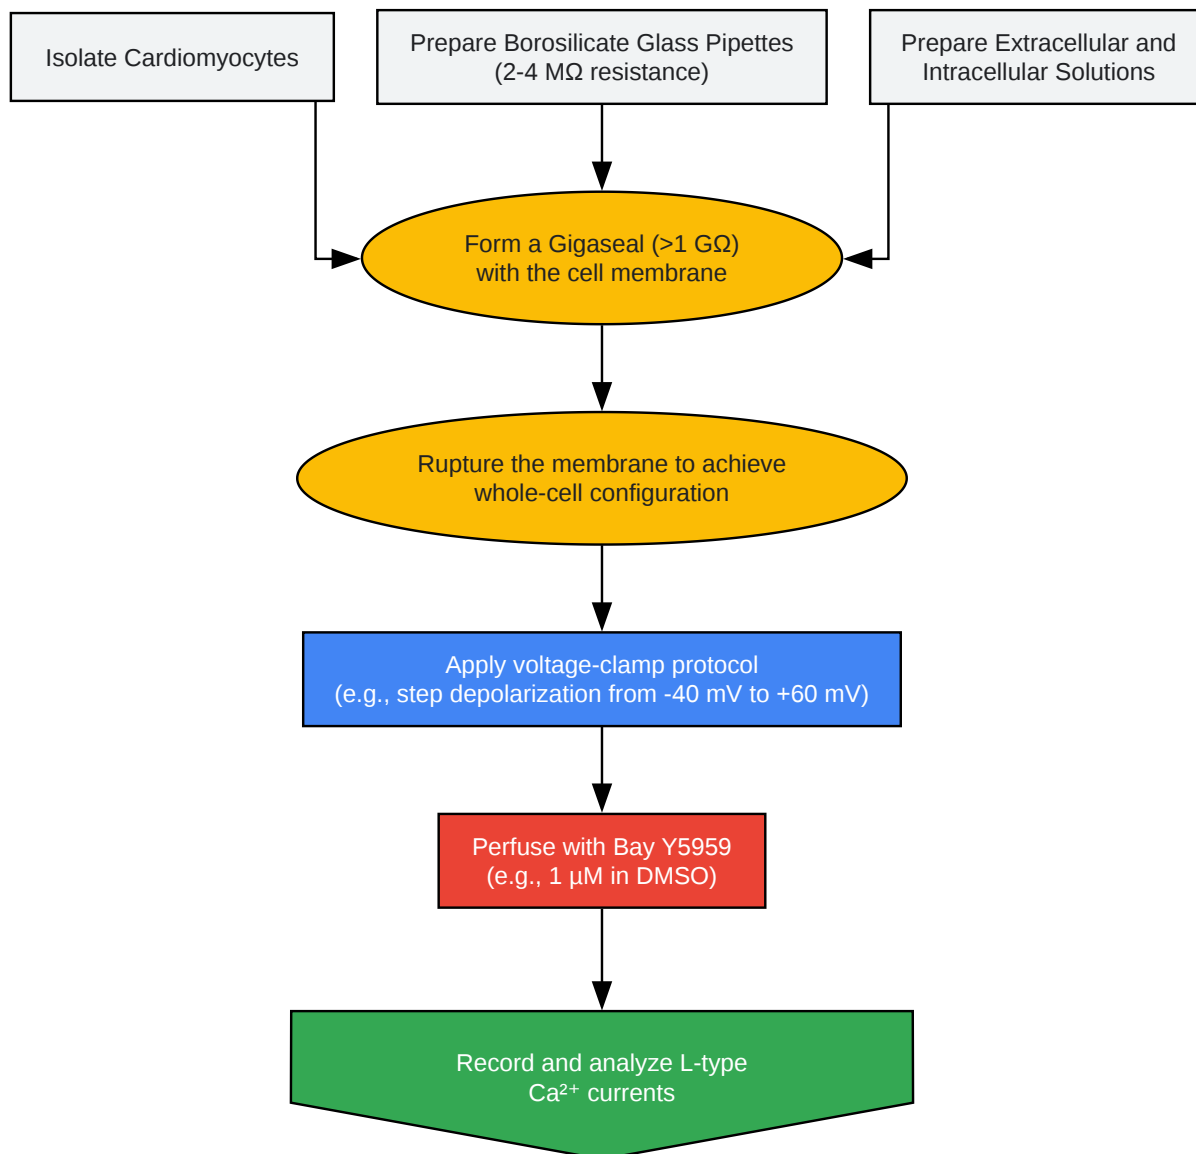 Isolate Cardiomyocytes
Prepare Borosilicate Glass Pipettes
(2-4 MΩ resistance)
Prepare Extracellular and
Intracellular Solutions
Form a Gigaseal (>1 GΩ)
with the cell membrane
Rupture the membrane to achieve
whole-cell configuration
Apply voltage-clamp protocol
(e.g., step depolarization from -40 mV to +60 mV)
Perfuse with Bay Y5959
(e.g., 1 µM in DMSO)
Record and analyze L-type
Ca²⁺ currents